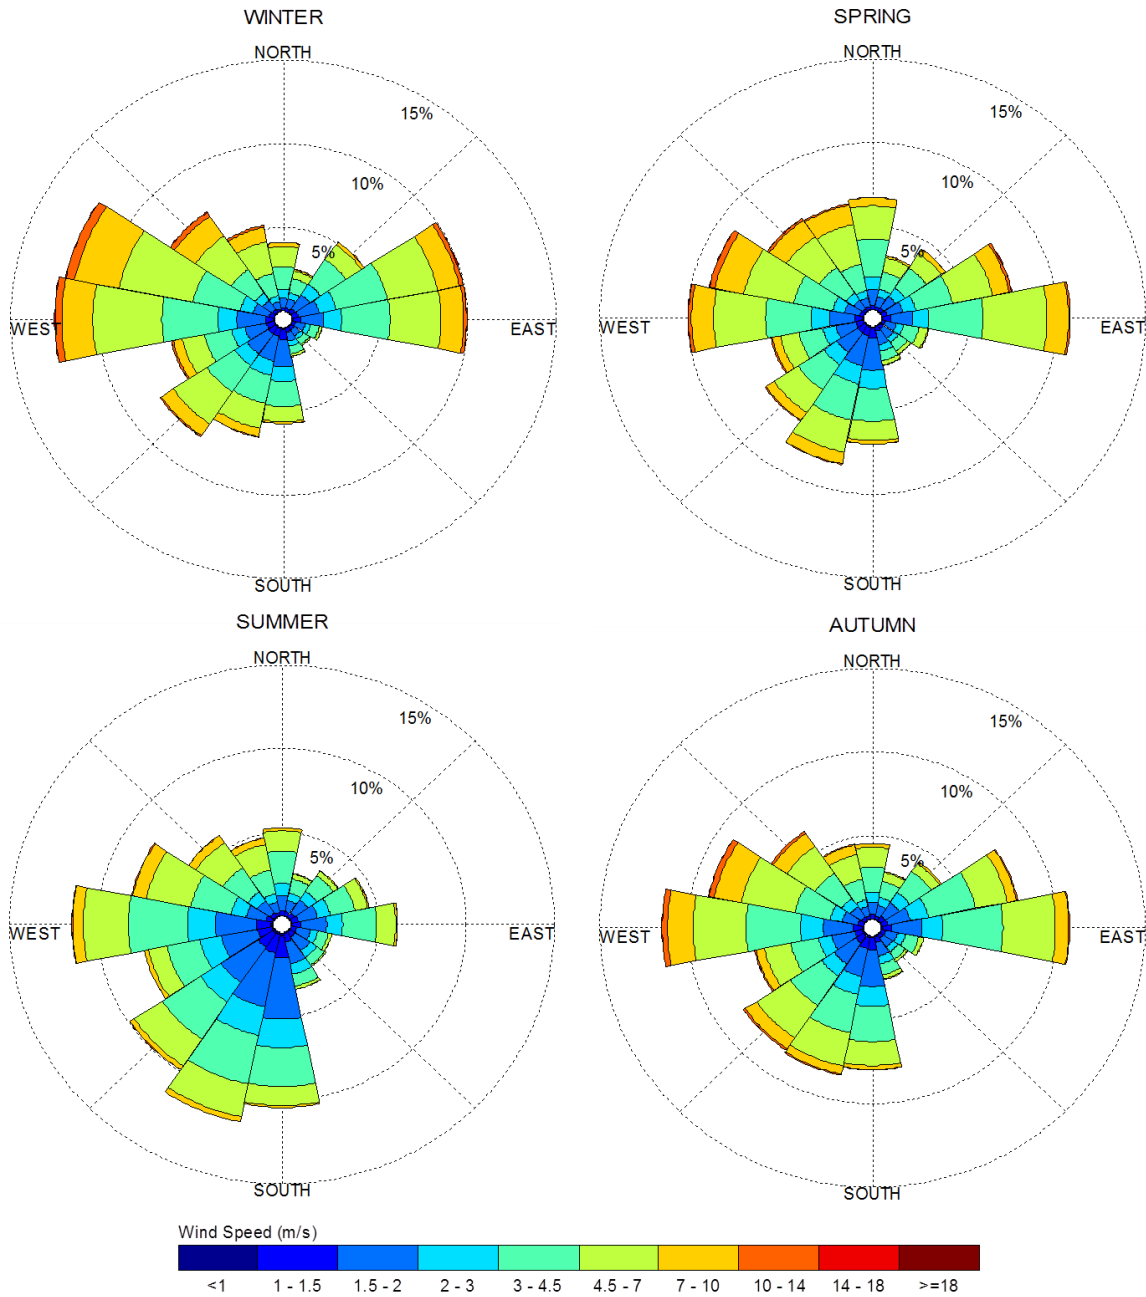 WINTER
NORTH
15%
10%
5%
WEST
EAST
SOUTH
SPRING
NORTH
15%
10%
5%
WEST
EAST
SOUTH
SUMMER
NORTH
15%
10%
5%
WEST
EAST
SOUTH
AUTUMN
NORTH
15%
10%
5%
WEST
EAST
SOUTH
Wind Speed (m/s)
<1 1 - 1.5 1.5 - 2 2 - 3 3 - 4.5 4.5 - 7 7 - 10 10 - 14 14 - 18 >=18